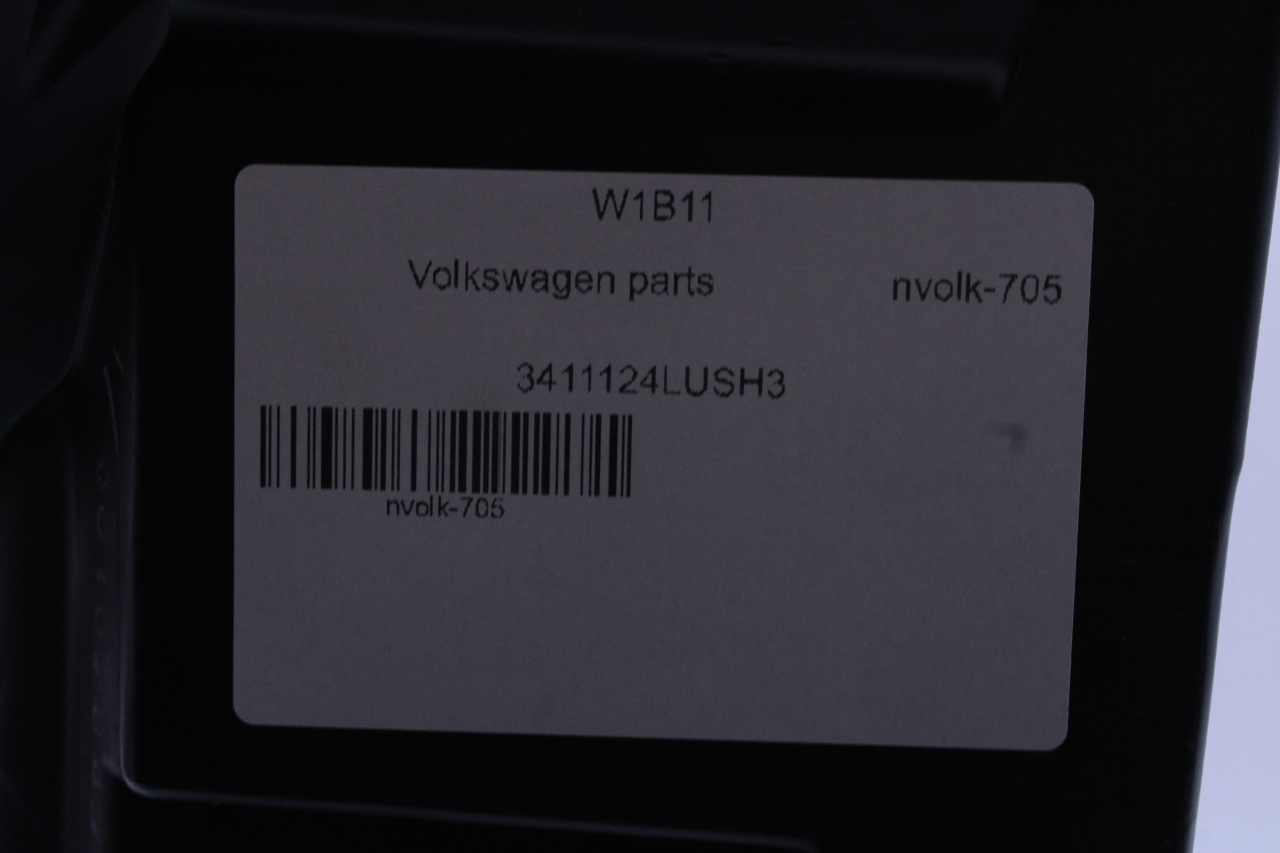 W1B11
Volkswagen parts nvolk-705
3411124LUSH3
nvolk-705